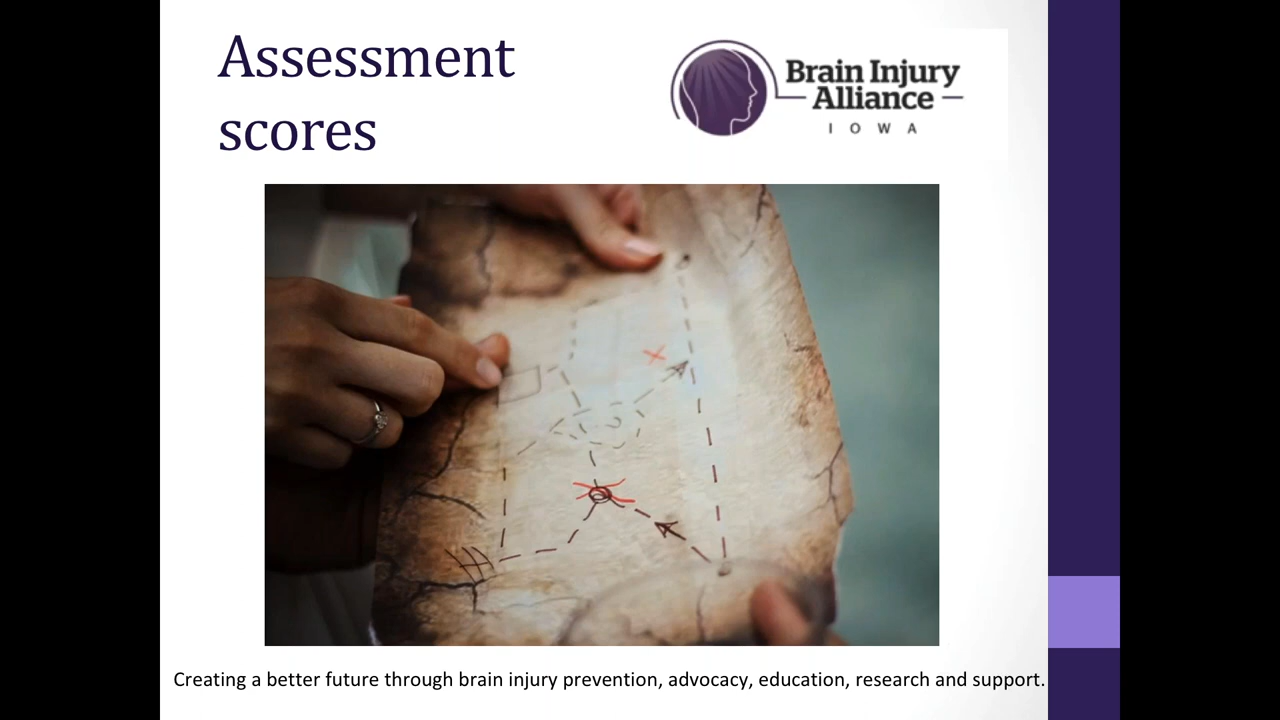 Assessment
scores
Brain Injury
Alliance
IOWA
Creating a better future through brain injury prevention, advocacy, education, research and support.